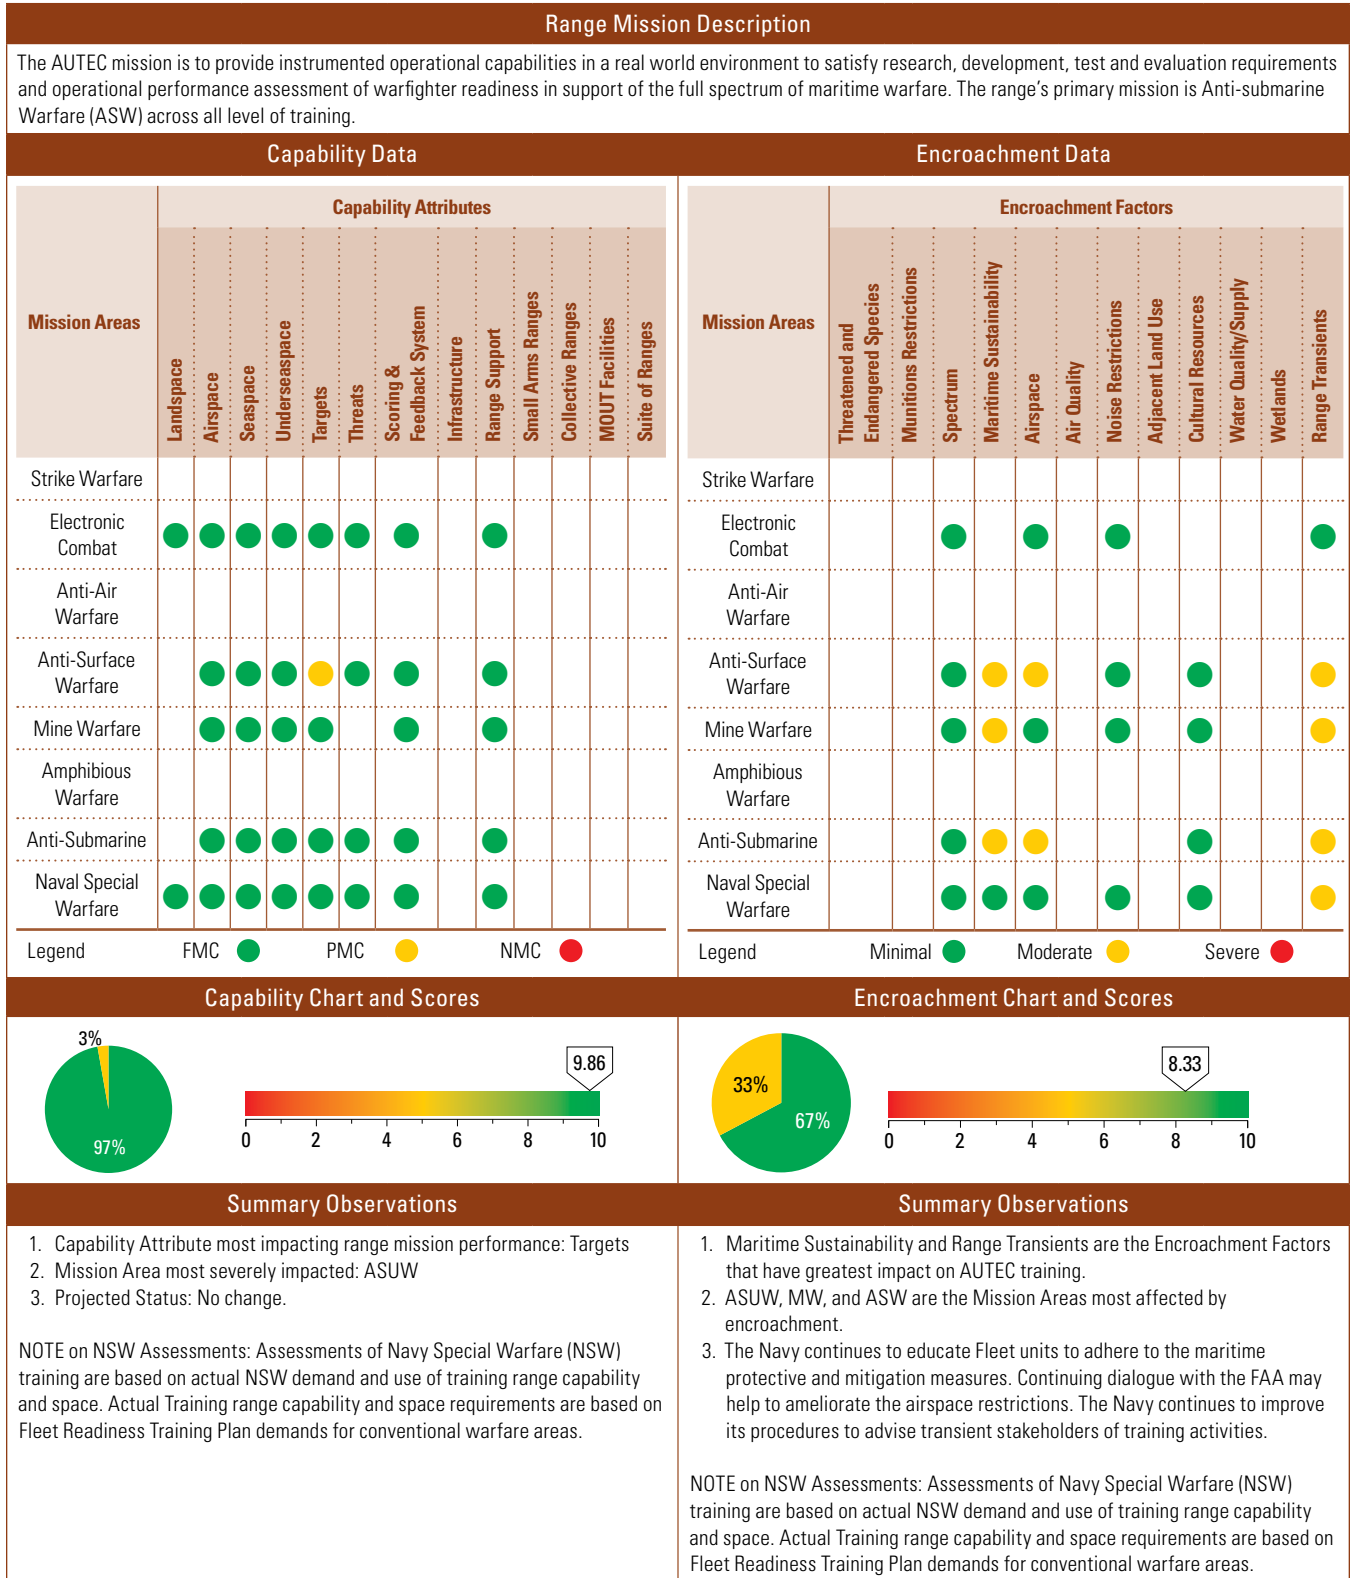 Range Mission Description
The AUTEC mission is to provide instrumented operational capabilities in a real world environment to satisfy research, development, test and evaluation requirements
and operational performance assessment of warfighter readiness in support of the full spectrum of maritime warfare. The range's primary mission is Anti-submarine
Warfare (ASW) across all level of training.
Capability Data
Mission Areas
Capability Attributes
Landspace
Airspace
Seaspace
Underseaspace
Targets
Threats
Scoring &
Feedback System
Infrastructure
Range Support
Small Arms Ranges
Collective Ranges
MOUT Facilities
Suite of Ranges
Strike Warfare
Electronic
Combat
Anti-Air
Warfare
Anti-Surface
Warfare
Mine Warfare
Amphibious
Warfare
Anti-Submarine
Naval Special
Warfare
Legend FMC PMC NMC
Encroachment Data
Mission Areas
Encroachment Factors
Threatened and
Endangered Species
Munitions Restrictions
Spectrum
Maritime Sustainability
Airspace
Air Quality
Noise Restrictions
Adjacent Land Use
Cultural Resources
Water Quality/Supply
Wetlands
Range Transients
Strike Warfare
Electronic
Combat
Anti-Air
Warfare
Anti-Surface
Warfare
Mine Warfare
Amphibious
Warfare
Anti-Submarine
Naval Special
Warfare
Legend Minimal Moderate Severe
Capability Chart and Scores
3%
97%
9.86
0 2 4 6 8 10
Encroachment Chart and Scores
33%
67%
8.33
0 2 4 6 8 10
Summary Observations
1. Capability Attribute most impacting range mission performance: Targets
2. Mission Area most severely impacted: ASUW
3. Projected Status: No change.
NOTE on NSW Assessments: Assessments of Navy Special Warfare (NSW)
training are based on actual NSW demand and use of training range capability
and space. Actual Training range capability and space requirements are based on
Fleet Readiness Training Plan demands for conventional warfare areas.
Summary Observations
1. Maritime Sustainability and Range Transients are the Encroachment Factors
that have greatest impact on AUTEC training.
2. ASUW, MW, and ASW are the Mission Areas most affected by
encroachment.
3. The Navy continues to educate Fleet units to adhere to the maritime
protective and mitigation measures. Continuing dialogue with the FAA may
help to ameliorate the airspace restrictions. The Navy continues to improve
its procedures to advise transient stakeholders of training activities.
NOTE on NSW Assessments: Assessments of Navy Special Warfare (NSW)
training are based on actual NSW demand and use of training range capability
and space. Actual Training range capability and space requirements are based on
Fleet Readiness Training Plan demands for conventional warfare areas.